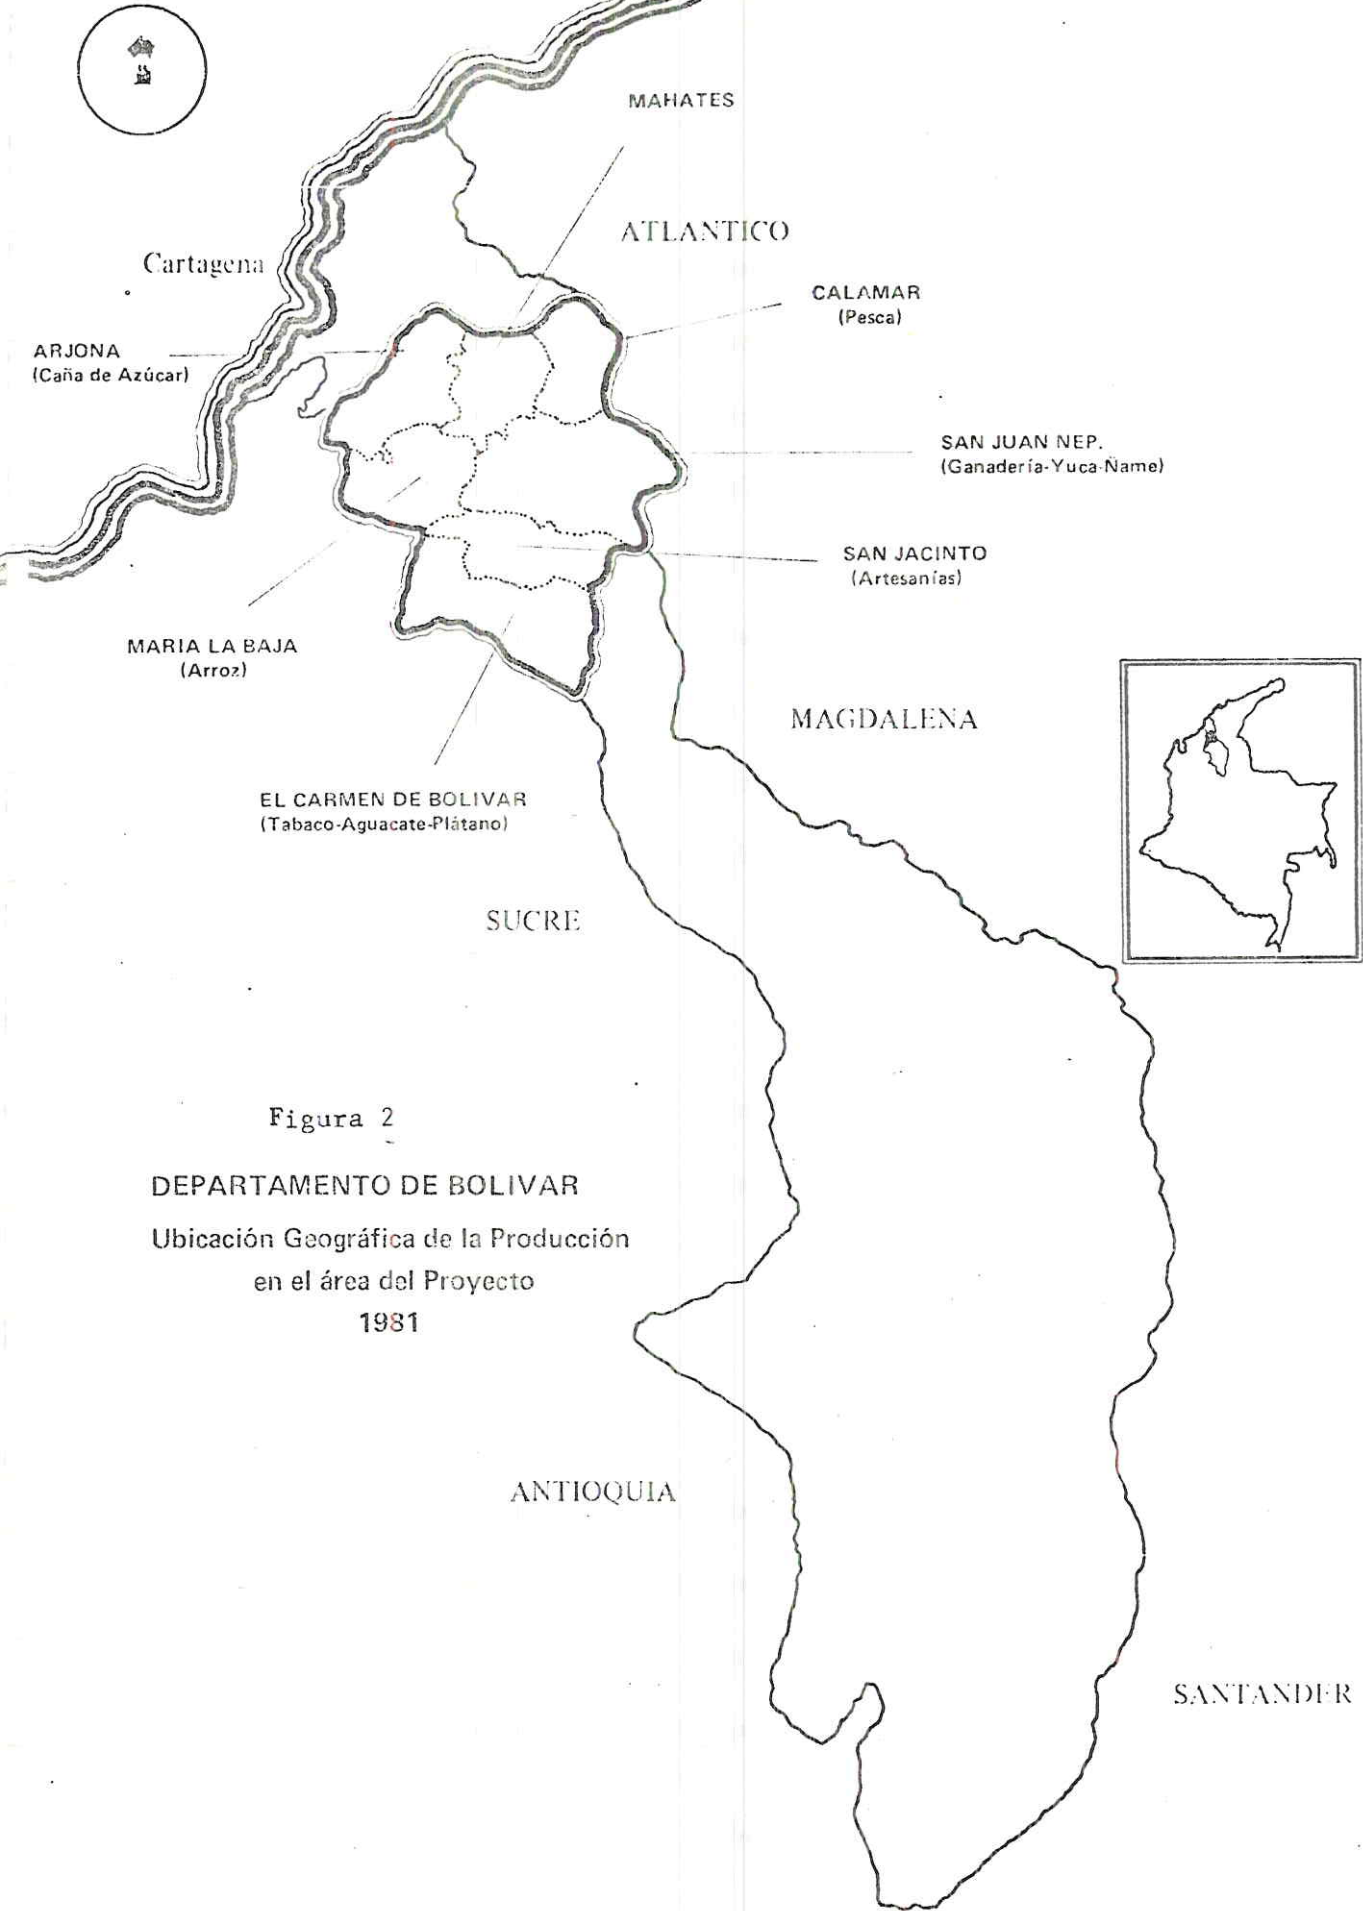 MAHATES
ATLANTICO
Cartagena
CALAMAR
(Pesca)
ARJONA
(Caña de Azúcar)
SAN JUAN NEP.
(Ganadería-Yuca-Ñame)
SAN JACINTO
(Artesanías)
MARIA LA BAJA
(Arroz)
MAGDALENA
EL CARMEN DE BOLIVAR
(Tabaco-Aguacate-Plátano)
SUCRE
Figura 2
DEPARTAMENTO DE BOLIVAR
Ubicación Geográfica de la Producción
en el área del Proyecto
1981
ANTIOQUIA
SANTANDER